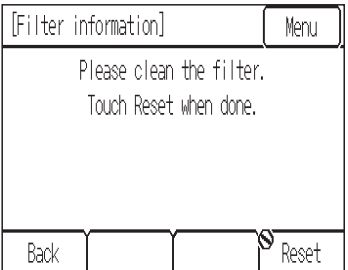 [Filter information]
Menu
Please clean the filter.
Touch Reset when done.
Back
Reset